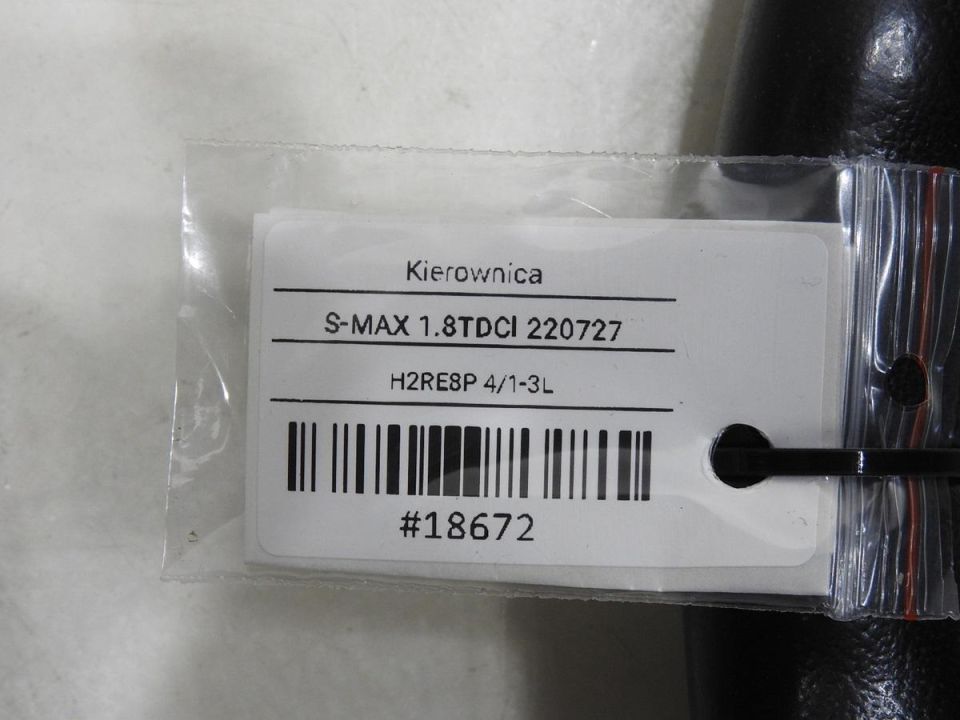 Kierownica
S-MAX 1.8TDCI 220727
H2RE8P 4/1-3L
#18672